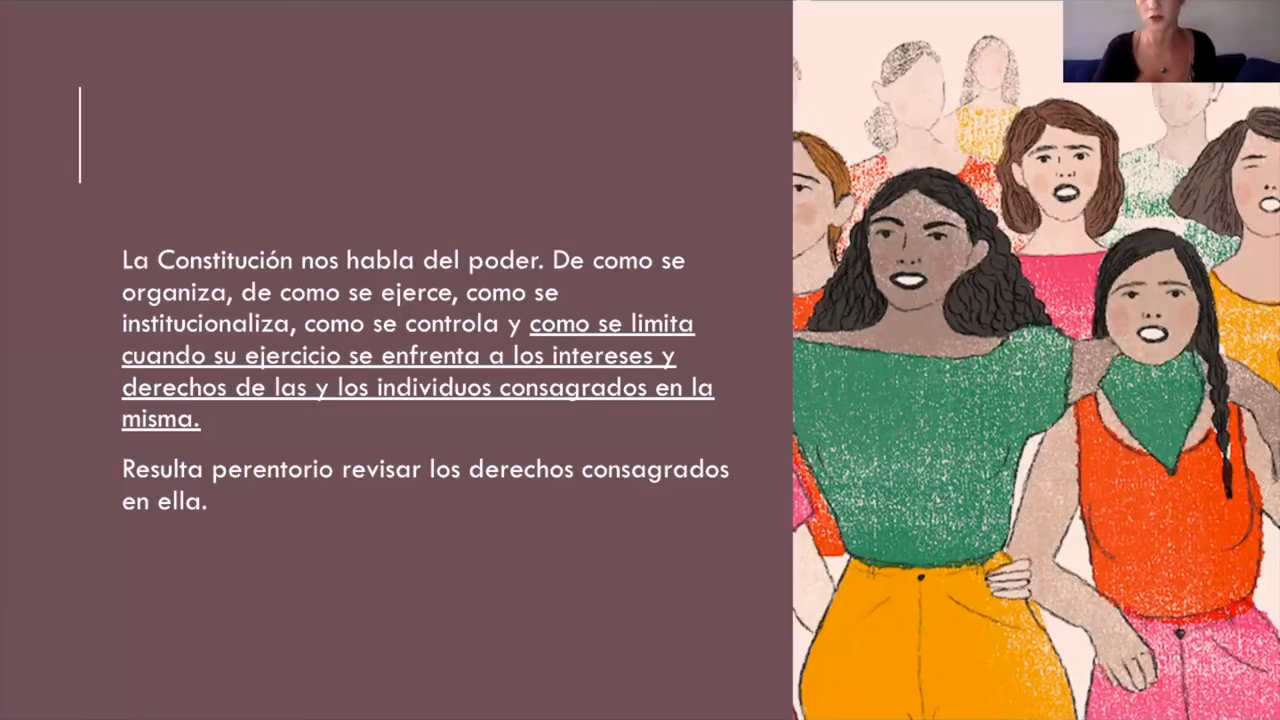 La Constitución nos habla del poder. De como se
organiza, de como se ejerce, como se
institucionaliza, como se controla y como se limita
cuando su ejercicio se enfrenta a los intereses y
derechos de las y los individuos consagrados en la
misma.
Resulta perentorio revisar los derechos consagrados
en ella.